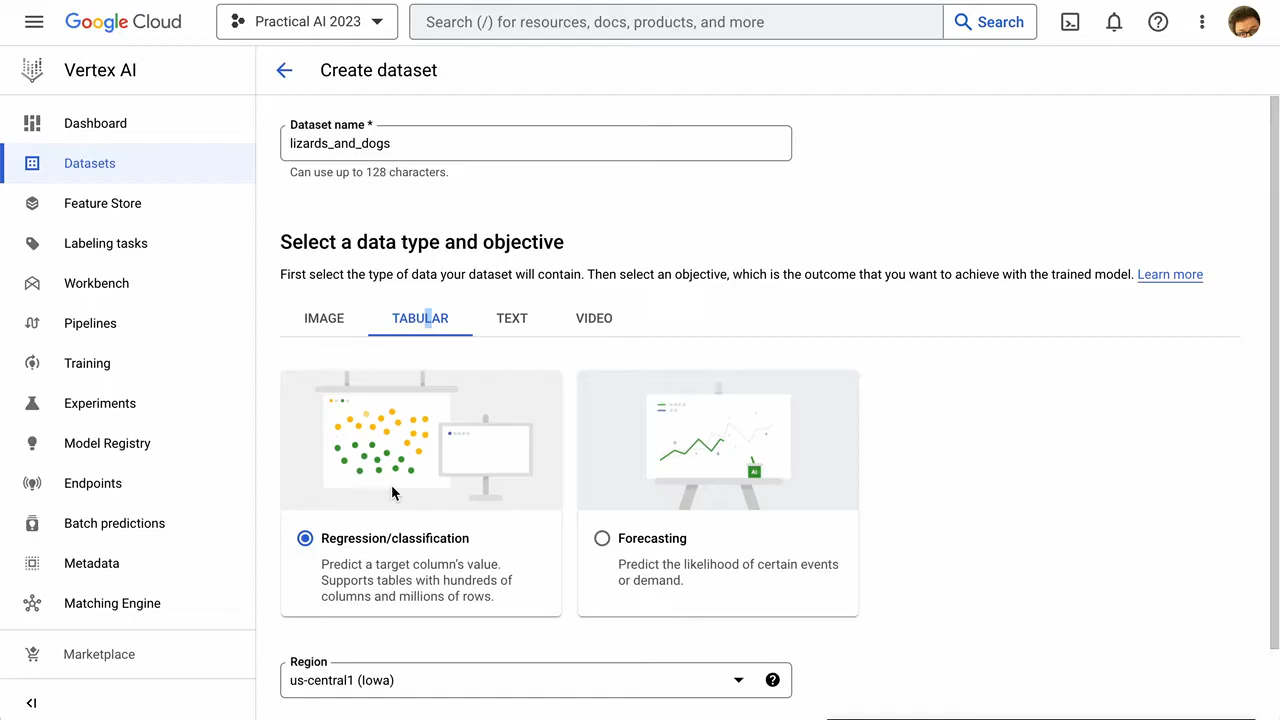 Google Cloud
Practical AI 2023
Search (/) for resources, docs, products, and more
Search
Vertex AI
Create dataset
Dashboard
Datasets
Feature Store
Labeling tasks
Workbench
Pipelines
Training
Experiments
Model Registry
Endpoints
Batch predictions
Metadata
Matching Engine
Marketplace
Dataset name *
lizards_and_dogs
Can use up to 128 characters.
Select a data type and objective
First select the type of data your dataset will contain. Then select an objective, which is the outcome that you want to achieve with the trained model. Learn more
IMAGE
TABULAR
TEXT
VIDEO
AI
Regression/classification
Predict a target column's value.
Supports tables with hundreds of
columns and millions of rows.
Forecasting
Predict the likelihood of certain events
or demand.
Region
us-central1 (Iowa)